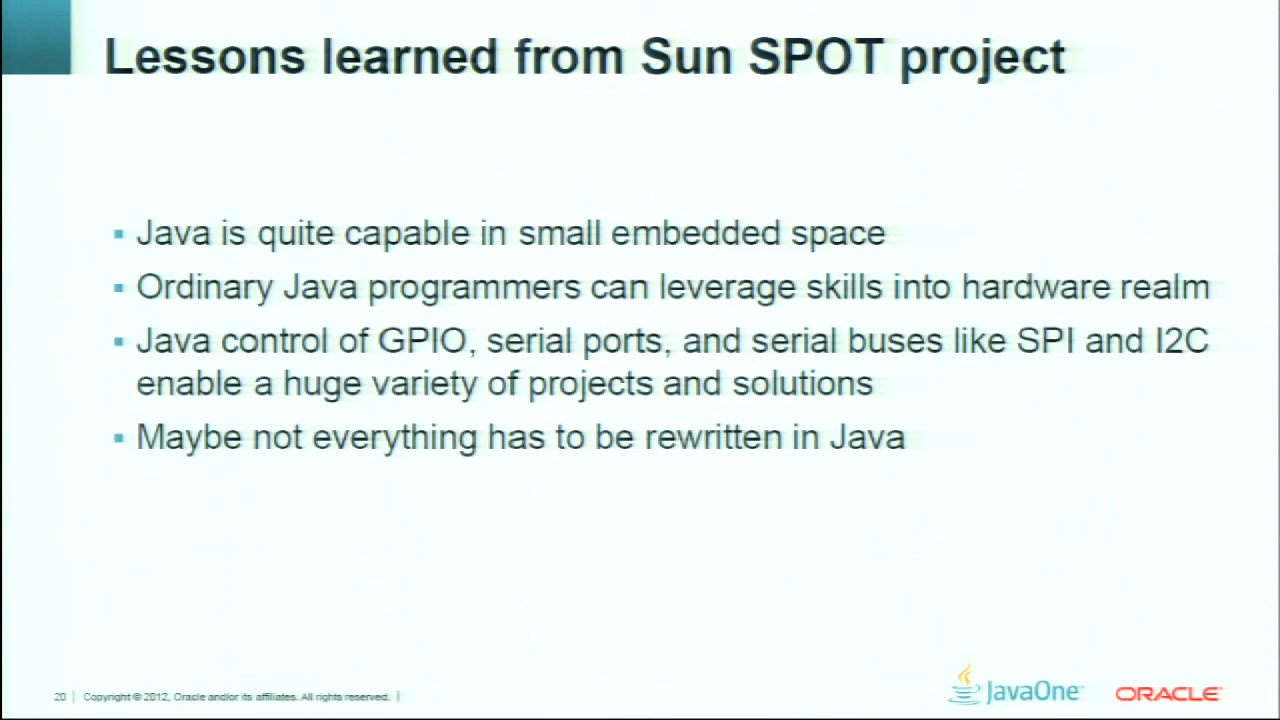 Lessons learned from Sun SPOT project
▪ Java is quite capable in small embedded space
▪ Ordinary Java programmers can leverage skills into hardware realm
▪ Java control of GPIO, serial ports, and serial buses like SPI and I2C
enable a huge variety of projects and solutions
▪ Maybe not everything has to be rewritten in Java
20 | Copyright © 2012, Oracle and/or its affiliates. All rights reserved. |
JavaOne™ ORACLE®